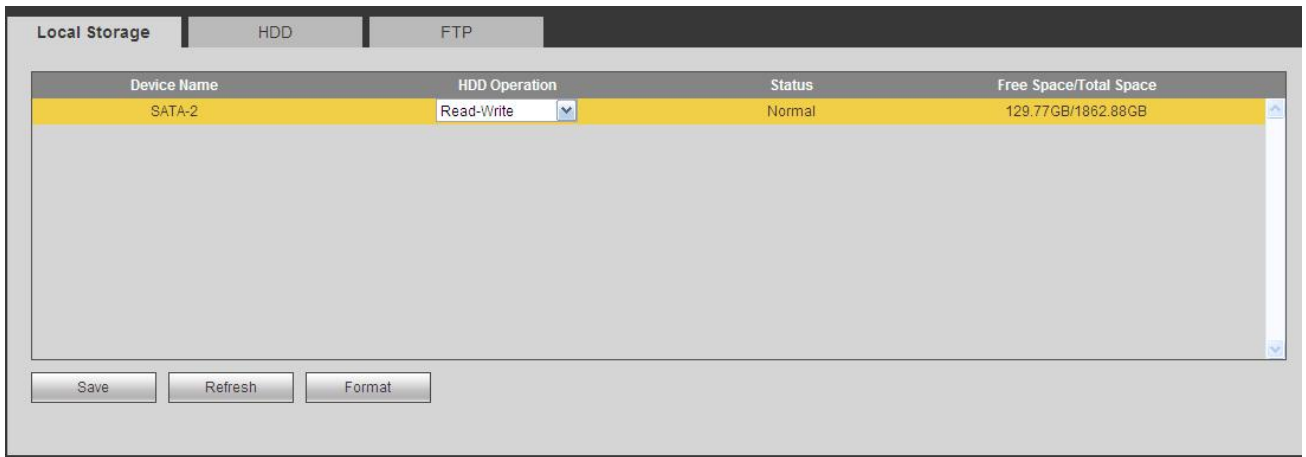 Local Storage HDD FTP
Device Name HDD Operation Status Free Space/Total Space
SATA-2 Read-Write Normal 129.77GB/1862.88GB
Save Refresh Format